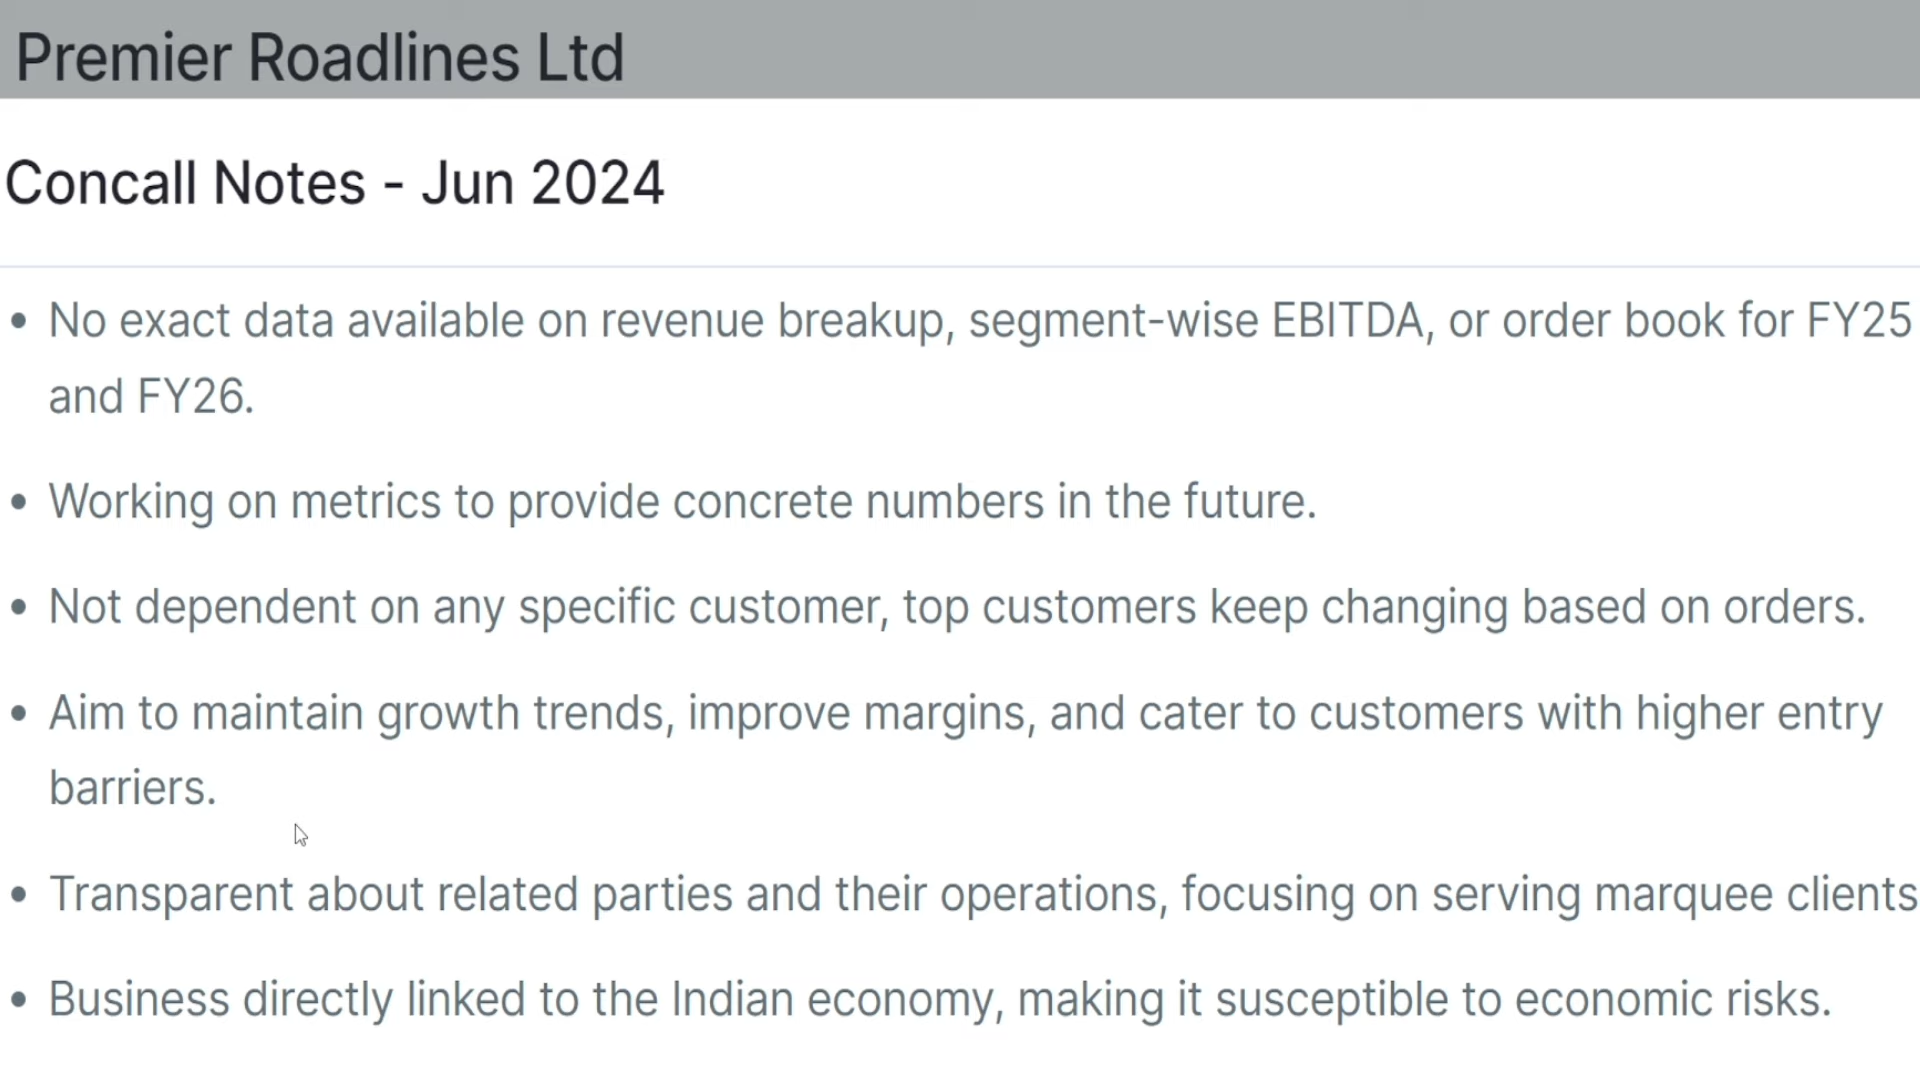 Premier Roadlines Ltd
Concall Notes - Jun 2024
• No exact data available on revenue breakup, segment-wise EBITDA, or order book for FY25
and FY26.
• Working on metrics to provide concrete numbers in the future.
• Not dependent on any specific customer, top customers keep changing based on orders.
• Aim to maintain growth trends, improve margins, and cater to customers with higher entry
barriers.
• Transparent about related parties and their operations, focusing on serving marquee clients
• Business directly linked to the Indian economy, making it susceptible to economic risks.